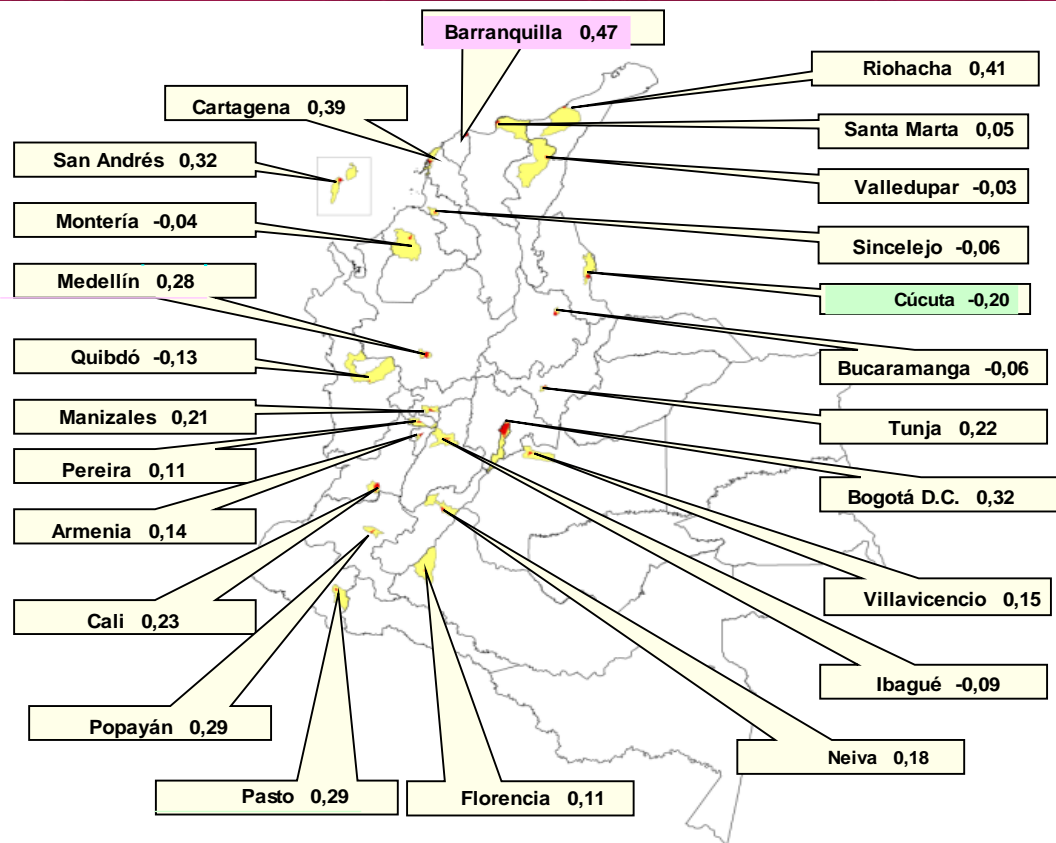 Barranquilla 0,47
Riohacha 0,41
Cartagena 0,39
Santa Marta 0,05
San Andrés 0,32
Valledupar -0,03
Montería -0,04
Sincelejo -0,06
Medellín 0,28
Cúcuta -0,20
Quibdó -0,13
Bucaramanga -0,06
Manizales 0,21
Tunja 0,22
Pereira 0,11
Bogotá D.C. 0,32
Armenia 0,14
Villavicencio 0,15
Cali 0,23
Ibagué -0,09
Popayán 0,29
Neiva 0,18
Pasto 0,29
Florencia 0,11